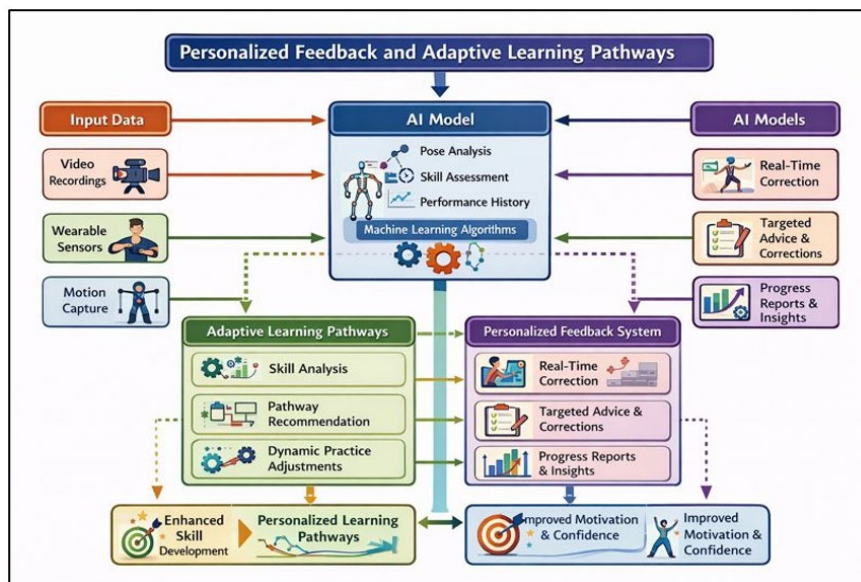 Personalized Feedback and Adaptive Learning Pathways
Input Data
Video
Recordings
Wearable
Sensors
Motion
Capture
AI Model
Pose Analysis
Skill Assessment
Performance History
Machine Learning Algorithms
AI Models
Real-Time
Correction
Targeted
Advice &
Corrections
Progress
Reports &
Insights
Adaptive Learning Pathways
Skill Analysis
Pathway
Recommendation
Dynamic Practice
Adjustments
Personalized Feedback System
Real-Time
Correction
Targeted Advice &
Corrections
Progress Reports
& Insights
Enhanced
Skill
Development
Personalized Learning
Pathways
Improved Motivation
& Confidence
Improved
Motivation &
Confidence